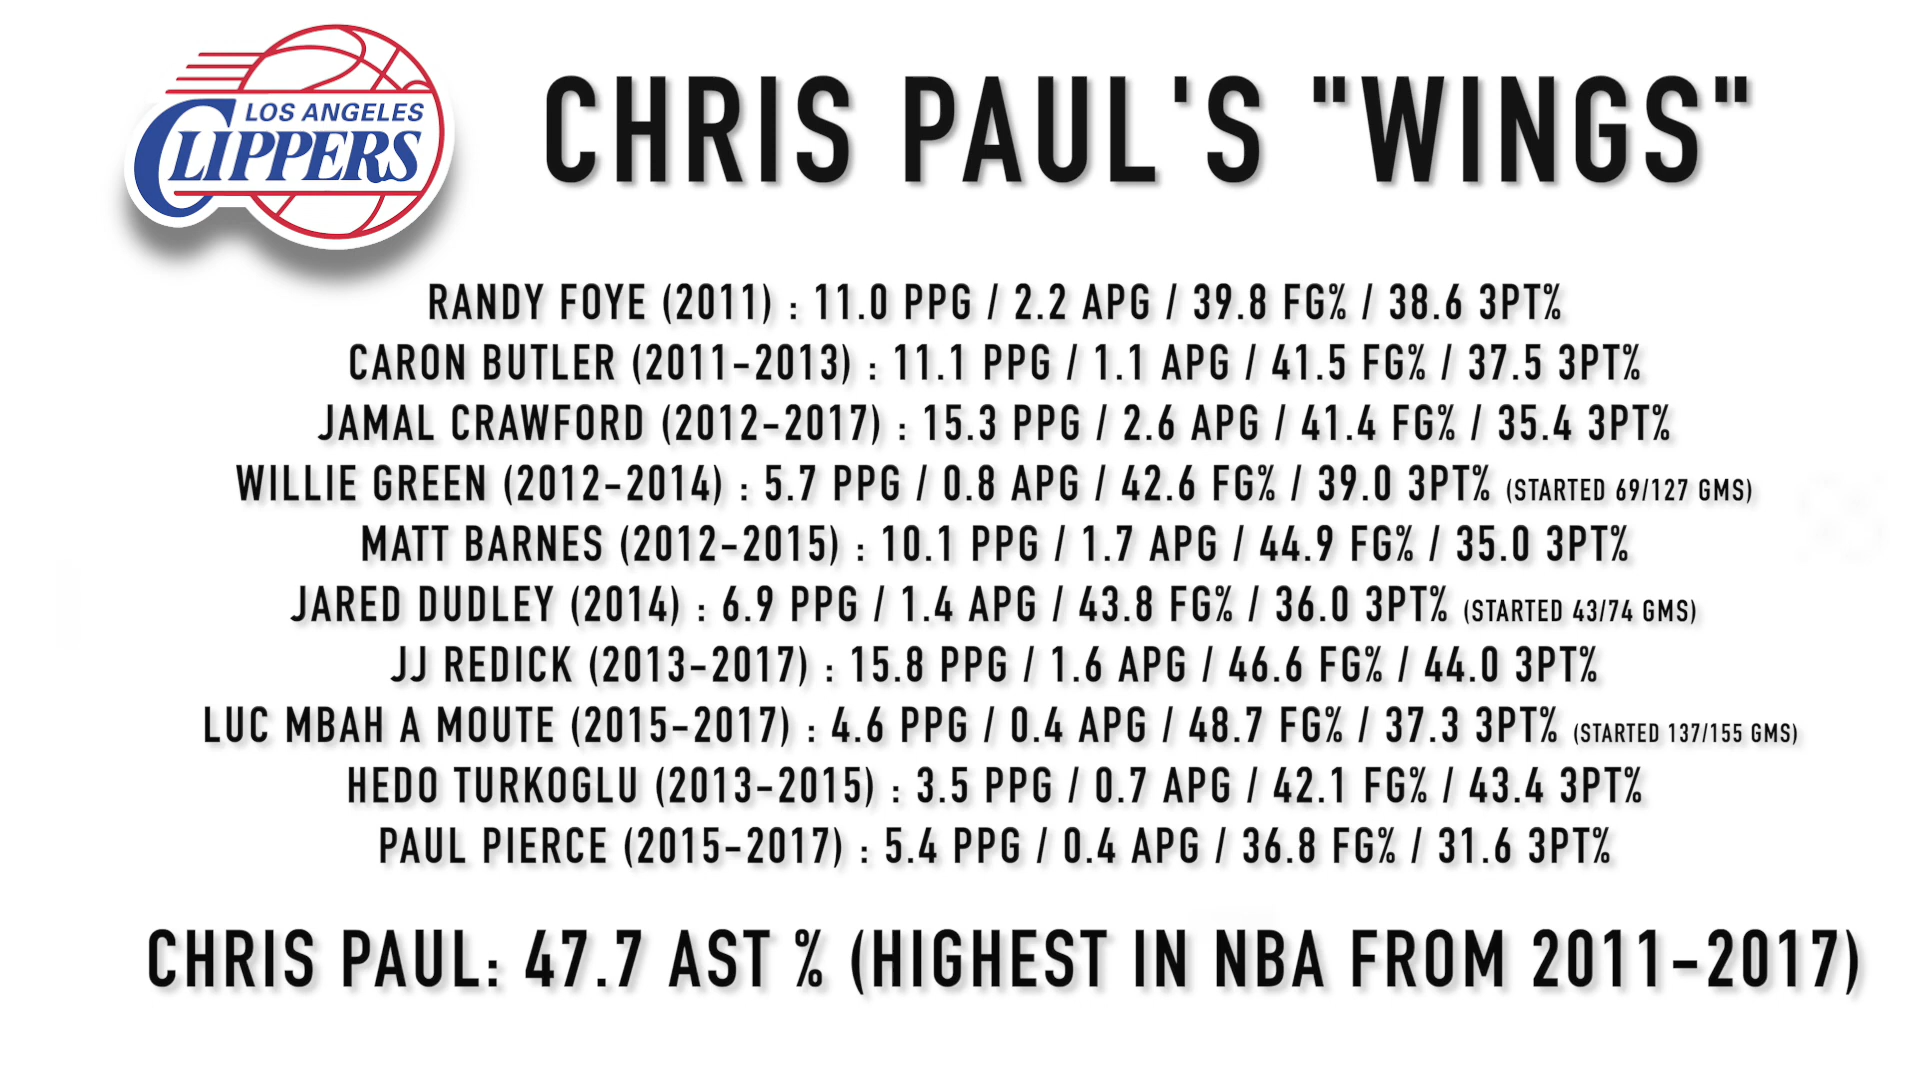 LOS ANGELES
CLIPPERS
CHRIS PAUL'S "WINGS"
RANDY FOYE (2011) : 11.0 PPG / 2.2 APG / 39.8 FG% / 38.6 3PT%
CARON BUTLER (2011-2013) : 11.1 PPG / 1.1 APG / 41.5 FG% / 37.5 3PT%
JAMAL CRAWFORD (2012-2017) : 15.3 PPG / 2.6 APG / 41.4 FG% / 35.4 3PT%
WILLIE GREEN (2012-2014) : 5.7 PPG / 0.8 APG / 42.6 FG% / 39.0 3PT% (STARTED 69/127 GMS)
MATT BARNES (2012-2015) : 10.1 PPG / 1.7 APG / 44.9 FG% / 35.0 3PT%
JARED DUDLEY (2014) : 6.9 PPG / 1.4 APG / 43.8 FG% / 36.0 3PT% (STARTED 43/74 GMS)
JJ REDICK (2013-2017) : 15.8 PPG / 1.6 APG / 46.6 FG% / 44.0 3PT%
LUC MBAH A MOUTE (2015-2017) : 4.6 PPG / 0.4 APG / 48.7 FG% / 37.3 3PT% (STARTED 137/155 GMS)
HEDO TURKOGLU (2013-2015) : 3.5 PPG / 0.7 APG / 42.1 FG% / 43.4 3PT%
PAUL PIERCE (2015-2017) : 5.4 PPG / 0.4 APG / 36.8 FG% / 31.6 3PT%
CHRIS PAUL: 47.7 AST % (HIGHEST IN NBA FROM 2011-2017)